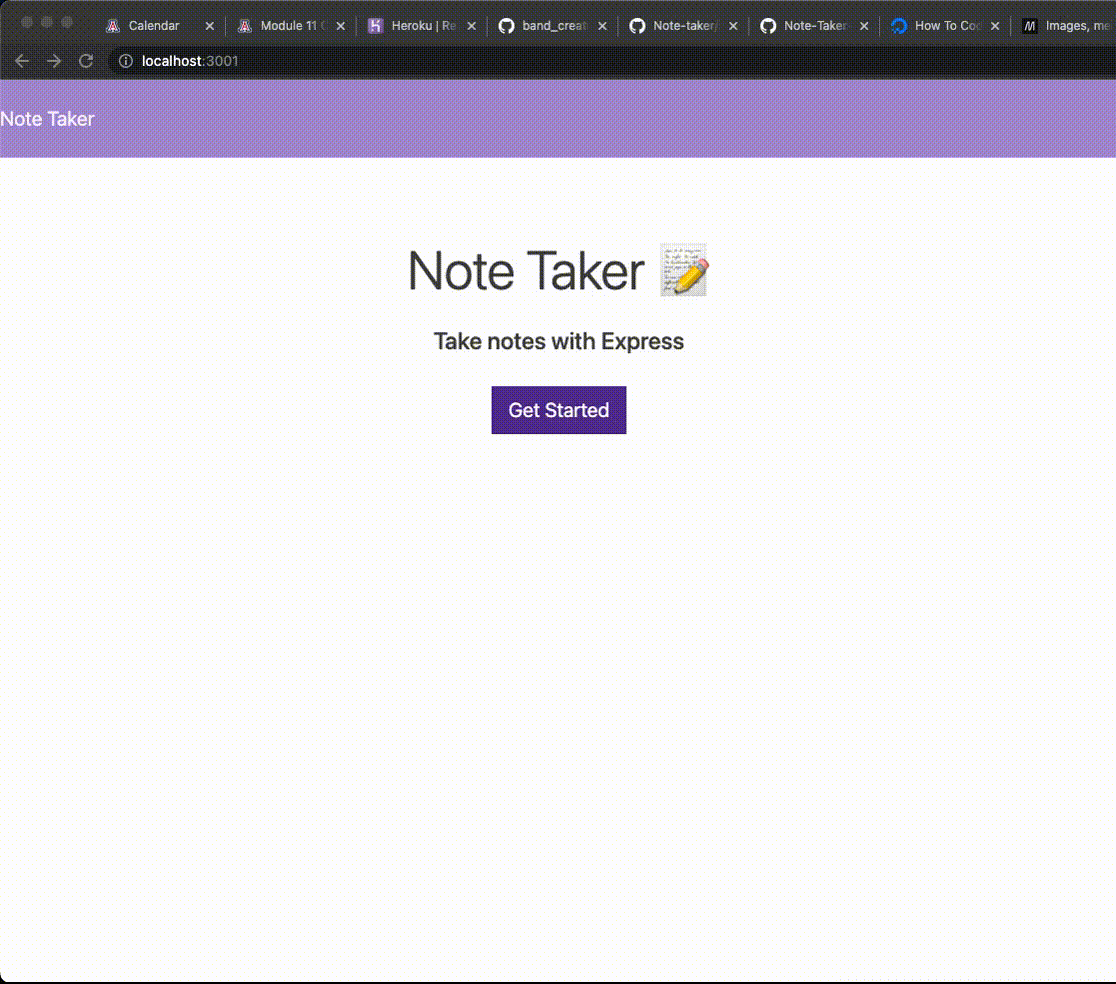 Calendar
Module 11
Heroku | Re
band_creat
Note-taker/
Note-Taker
How To Coc
Images, me
localhost:3001
Note Taker
Note Taker 📝
Take notes with Express
Get Started